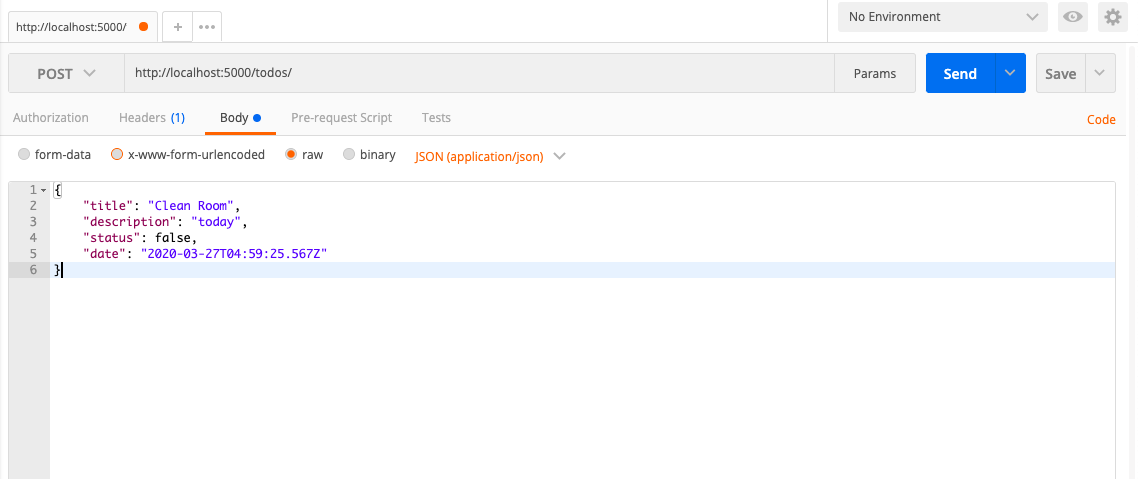 http://localhost:5000/ + ••• No Environment
POST http://localhost:5000/todos/ Params Send Save
Authorization Headers (1) Body Pre-request Script Tests Code
form-data x-www-form-urlencoded raw binary JSON (application/json)
1 {
2 "title": "Clean Room",
3 "description": "today",
4 "status": false,
5 "date": "2020-03-27T04:59:25.567Z"
6 }